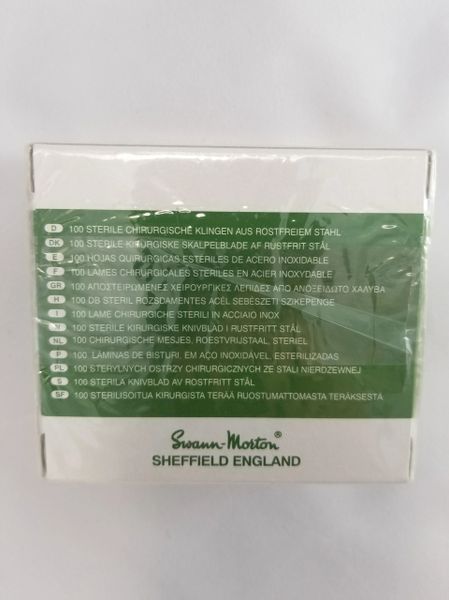 D 100 STERILE CHIRURGISCHE KLINGEN AUS ROSTFREIEM STAHL
DK 100 STERILE KIRURGISKE SKALPELBLADE AF RUSTFRIT STÅL
E 100 HOJAS QUIRURGICAS ESTERILES DE ACERO INOXIDABLE
F 100 LAMES CHIRURGICALES STERILES EN ACIER INOXYDABLE
GR 100 ΑΠΟΣΤΕΙΡΩΜΕΝΕΣ ΧΕΙΡΟΥΡΓΙΚΕΣ ΛΕΠΙΔΕΣ ΑΠΟ ΑΝΟΞΕΙΔΩΤΟ ΧΑΛΥΒΑ
H 100 DB STERIL ROZSDAMENTES ACÉL SEBÉSZETI SZIKEPENGE
I 100 LAME CHIRURGICHE STERILI IN ACCIAIO INOX
N 100 STERILE KIRURGISKE KNIVBLAD I RUSTFRITT STÅL
NL 100 CHIRURGISCHE MESJES, ROESTVRIJSTAAL, STERIEL
P 100 LÂMINAS DE BISTURI, EM AÇO INOXIDÁVEL, ESTERILIZADAS
PL 100 STERYLNYCH OSTRZY CHIRURGICZNYCH ZE STALI NIERDZEWNEJ
S 100 STERILA KNIVBLAD AV ROSTFRITT STÅL
SF 100 STERILISOITUA KIRURGISTA TERÄÄ RUOSTUMATTOMASTA TERÄKSESTÄ
Swann-Morton®
SHEFFIELD ENGLAND